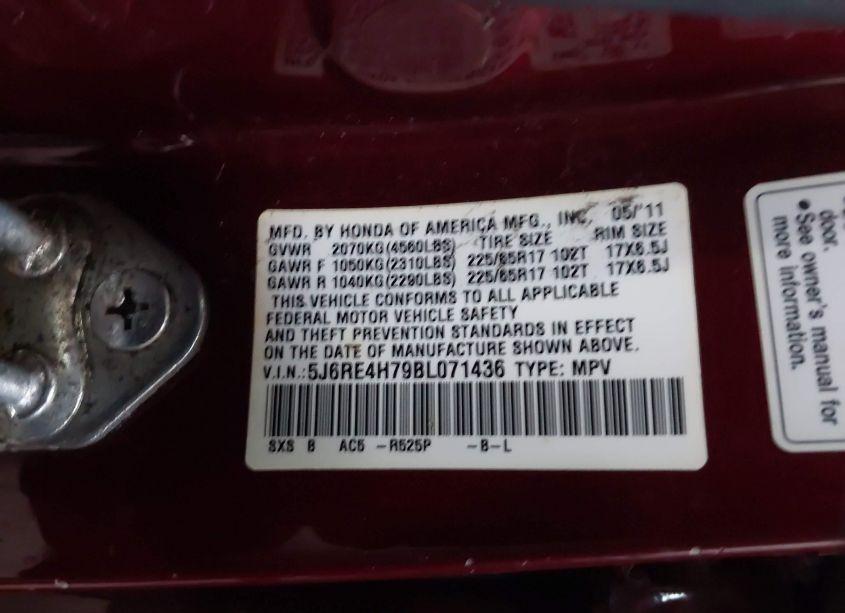 MFD. BY HONDA OF AMERICA MFG., INC. 05/'11
GVWR 2070KG(4560LBS) TIRE SIZE RIM SIZE
GAWR F 1050KG(2310LBS) 225/65R17 102T 17X6.5J
GAWR R 1040KG(2290LBS) 225/65R17 102T 17X6.5J
THIS VEHICLE CONFORMS TO ALL APPLICABLE
FEDERAL MOTOR VEHICLE SAFETY
AND THEFT PREVENTION STANDARDS IN EFFECT
ON THE DATE OF MANUFACTURE SHOWN ABOVE.
V.I.N.:5J6RE4H79BL071436 TYPE: MPV
SXS B AC5 -R525P -B-L
door.
• See owner's manual for
more information.